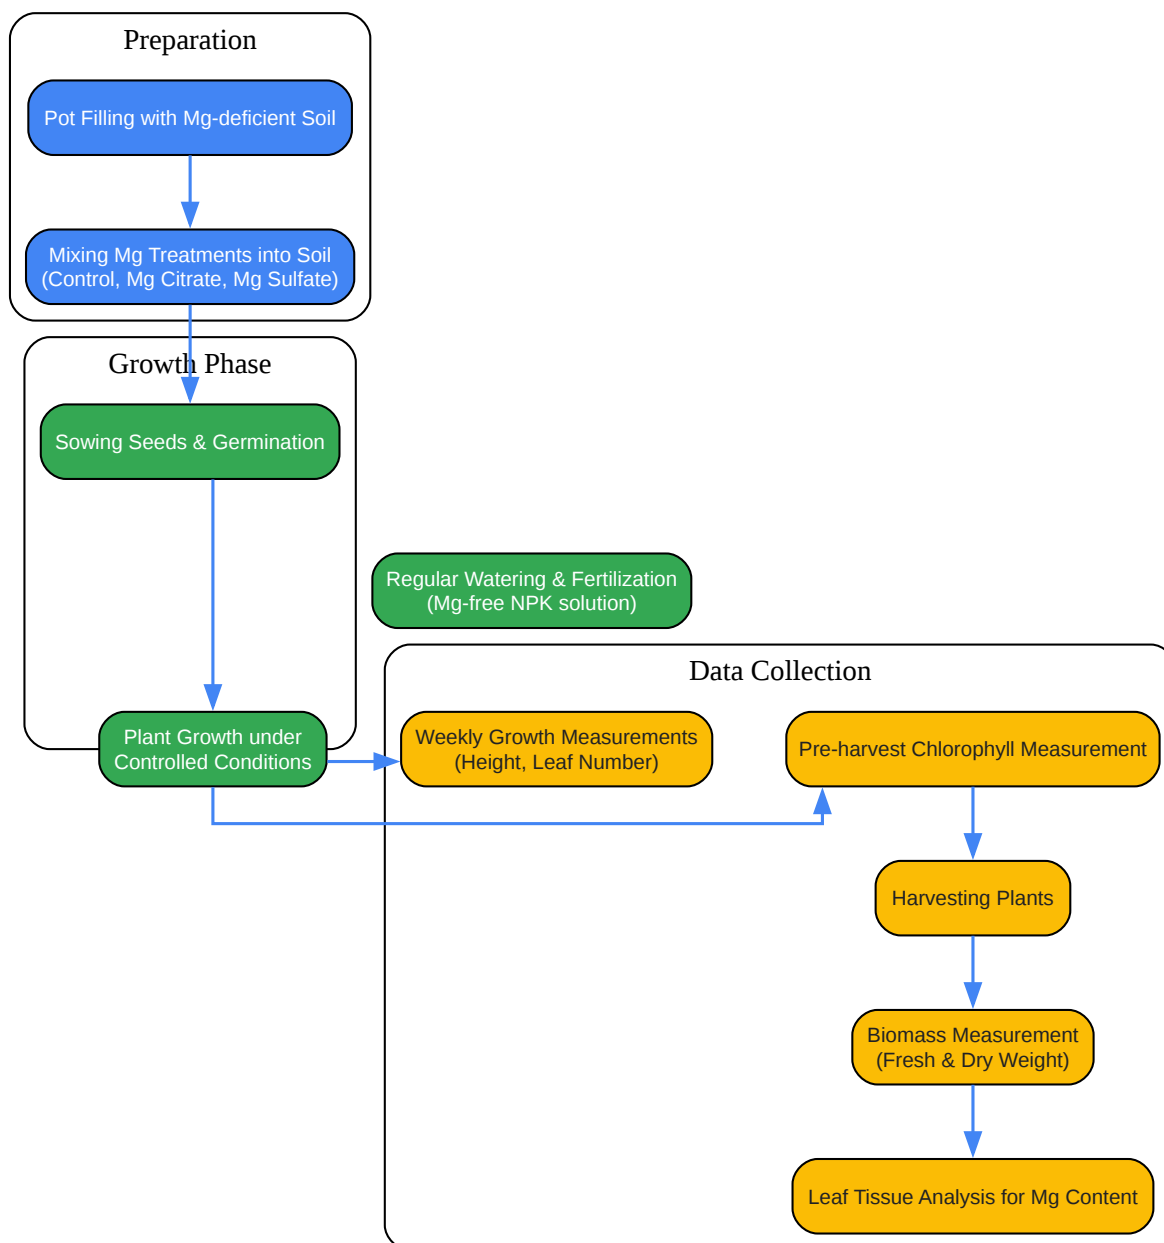 Preparation
Pot Filling with Mg-deficient Soil
Mixing Mg Treatments into Soil
(Control, Mg Citrate, Mg Sulfate)
Growth Phase
Sowing Seeds & Germination
Regular Watering & Fertilization
(Mg-free NPK solution)
Plant Growth under
Controlled Conditions
Data Collection
Weekly Growth Measurements
(Height, Leaf Number)
Pre-harvest Chlorophyll Measurement
Harvesting Plants
Biomass Measurement
(Fresh & Dry Weight)
Leaf Tissue Analysis for Mg Content